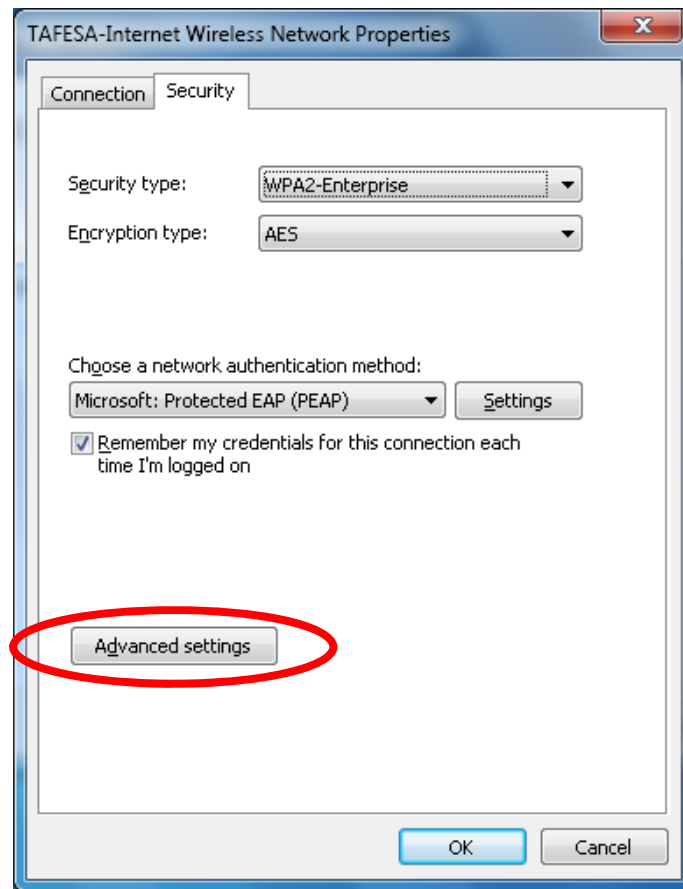 TAFESA-Internet Wireless Network Properties
Connection Security
Security type: WPA2-Enterprise
Encryption type: AES
Choose a network authentication method:
Microsoft: Protected EAP (PEAP) Settings
Remember my credentials for this connection each
time I'm logged on
Advanced settings
OK Cancel